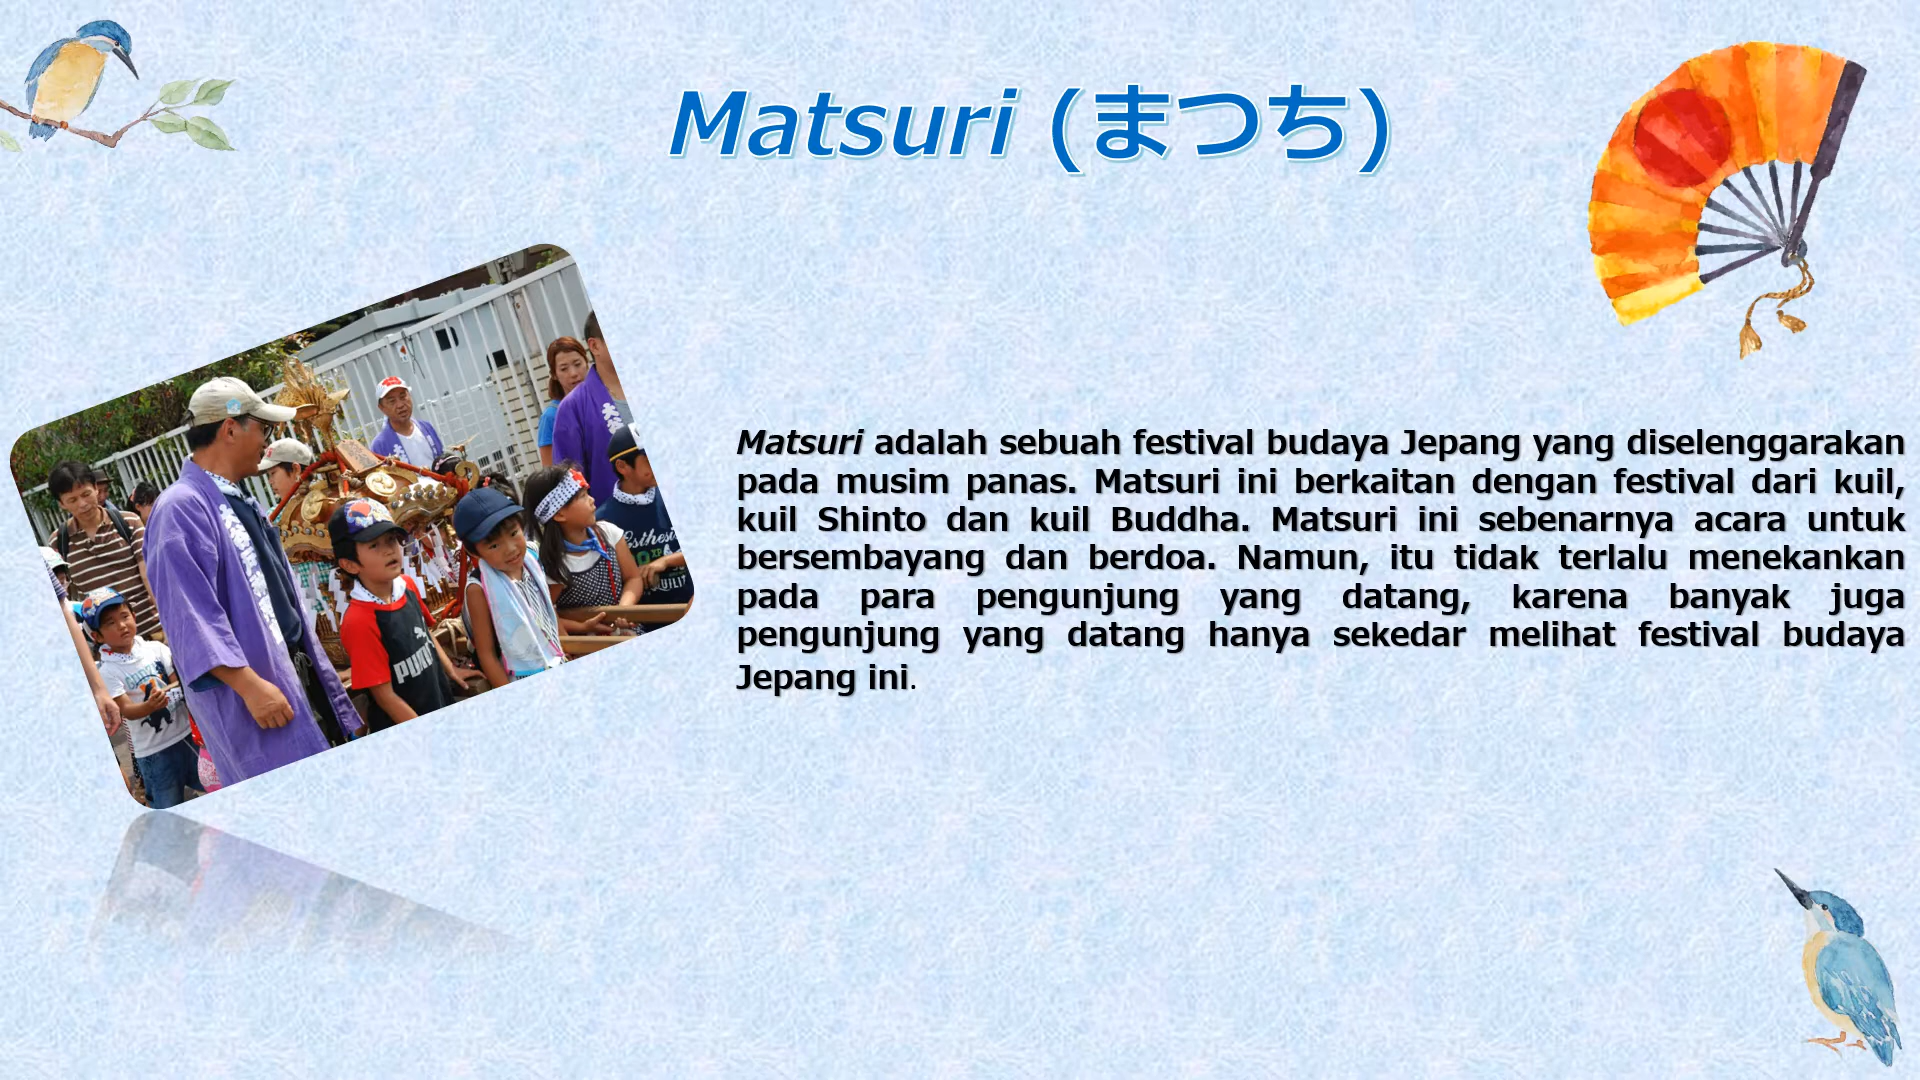 Matsuri (まつち)
Matsuri adalah sebuah festival budaya Jepang yang diselenggarakan
pada musim panas. Matsuri ini berkaitan dengan festival dari kuil,
kuil Shinto dan kuil Buddha. Matsuri ini sebenarnya acara untuk
bersembayang dan berdoa. Namun, itu tidak terlalu menekankan
pada para pengunjung yang datang, karena banyak juga
pengunjung yang datang hanya sekedar melihat festival budaya
Jepang ini.
PUMA